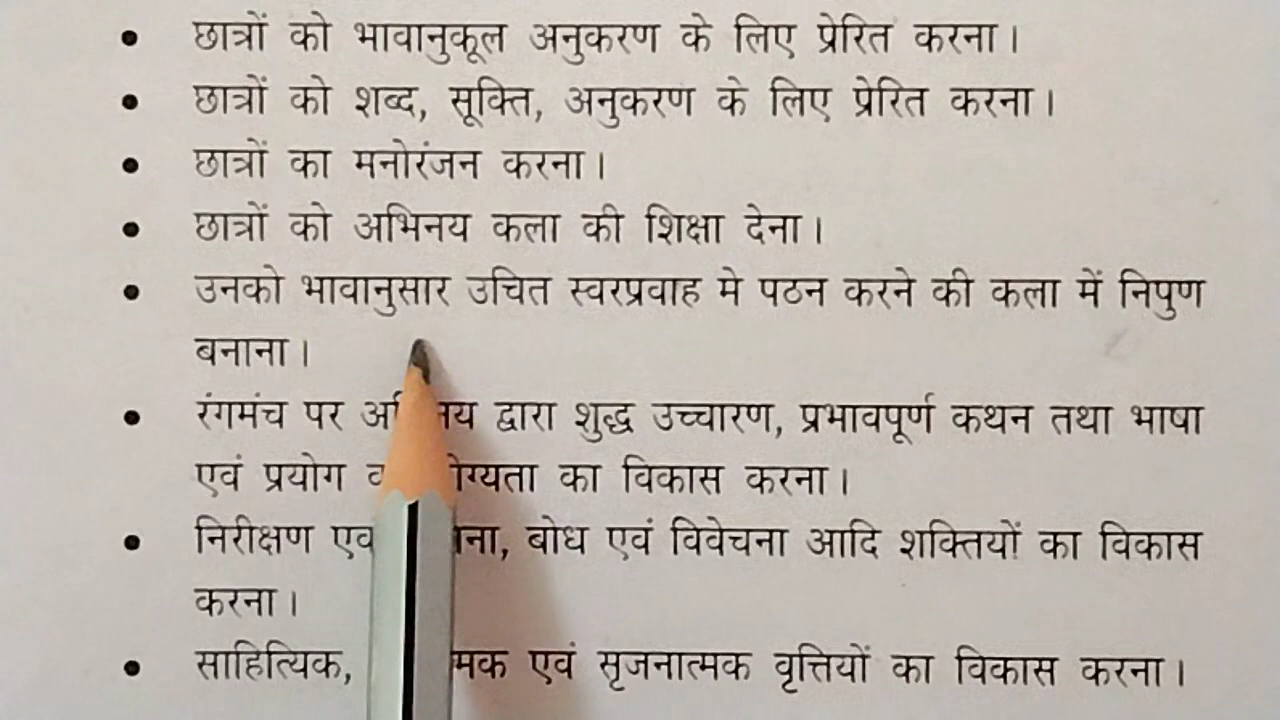 • छात्रों को भावानुकूल अनुकरण के लिए प्रेरित करना।
• छात्रों को शब्द, सूक्ति, अनुकरण के लिए प्रेरित करना।
• छात्रों का मनोरंजन करना।
• छात्रों को अभिनय कला की शिक्षा देना।
• उनको भावानुसार उचित स्वरप्रवाह मे पठन करने की कला में निपुण
बनाना।
• रंगमंच पर द्वारा शुद्ध उच्चारण, प्रभावपूर्ण कथन तथा भाषा
एवं प्रयोग का विकास करना।
• निरीक्षण बोध एवं विवेचना आदि शक्तियों का विकास
करना।
• साहित्यिक, एवं सृजनात्मक वृत्तियों का विकास करना।